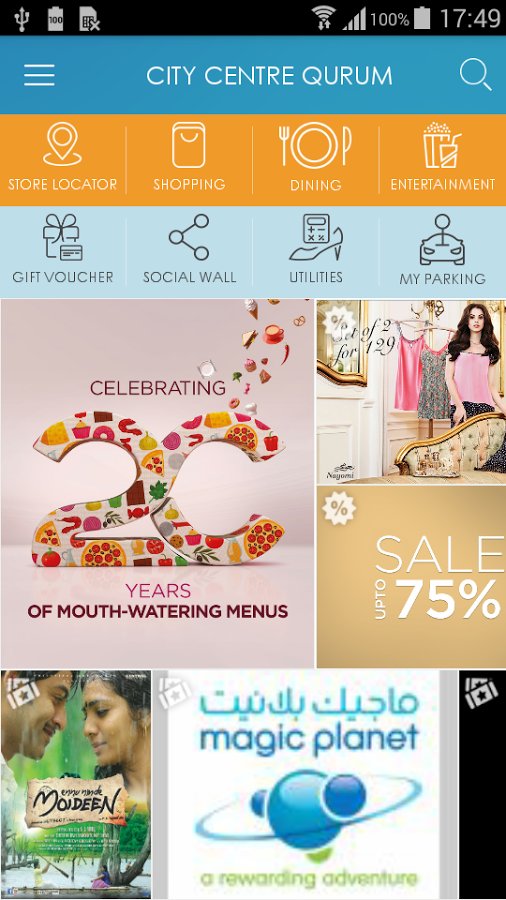 100
100%
17:49
CITY CENTRE QURUM
STORE LOCATOR
SHOPPING
DINING
ENTERTAINMENT
GIFT VOUCHER
SOCIAL WALL
UTILITIES
MY PARKING
CELEBRATING
20
YEARS
OF MOUTH-WATERING MENUS
%
Set of 2
for 129
Nayomi
%
SALE
UPTO 75%
ennu ninte
MOIDEEN
ماجيك بلانيت
magic planet
a rewarding adventure